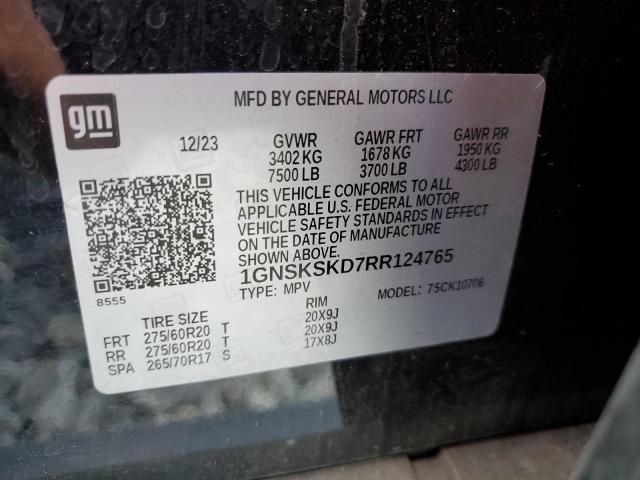 gm
MFD BY GENERAL MOTORS LLC
12/23 GVWR GAWR FRT GAWR RR
3402 KG 1678 KG 1950 KG
7500 LB 3700 LB 4300 LB
THIS VEHICLE CONFORMS TO ALL
APPLICABLE U.S. FEDERAL MOTOR
VEHICLE SAFETY STANDARDS IN EFFECT
ON THE DATE OF MANUFACTURE
SHOWN ABOVE.
1GNSKSKD7RR124765
8555
TYPE: MPV MODEL: 75CK10706
TIRE SIZE RIM
FRT 275/60R20 T 20X9J
RR 275/60R20 T 20X9J
SPA 265/70R17 S 17X8J